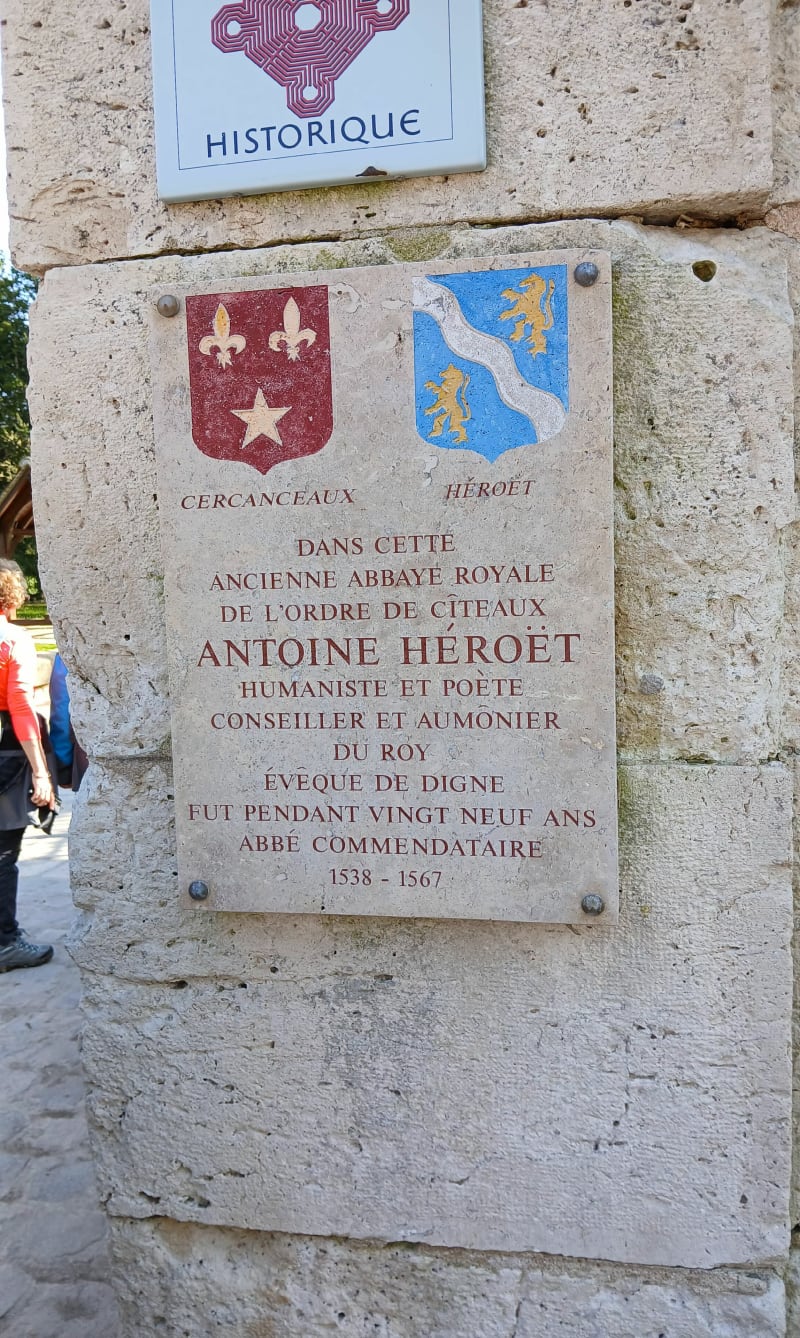 HISTORIQUE
CERCANCEAUX
HÉROËT
DANS CETTE
ANCIENNE ABBAYE ROYALE
DE L'ORDRE DE CÎTEAUX
ANTOINE HÉROËT
HUMANISTE ET POÈTE
CONSEILLER ET AUMÔNIER
DU ROY
ÉVÊQUE DE DIGNE
FUT PENDANT VINGT NEUF ANS
ABBÉ COMMENDATAIRE
1538 - 1567